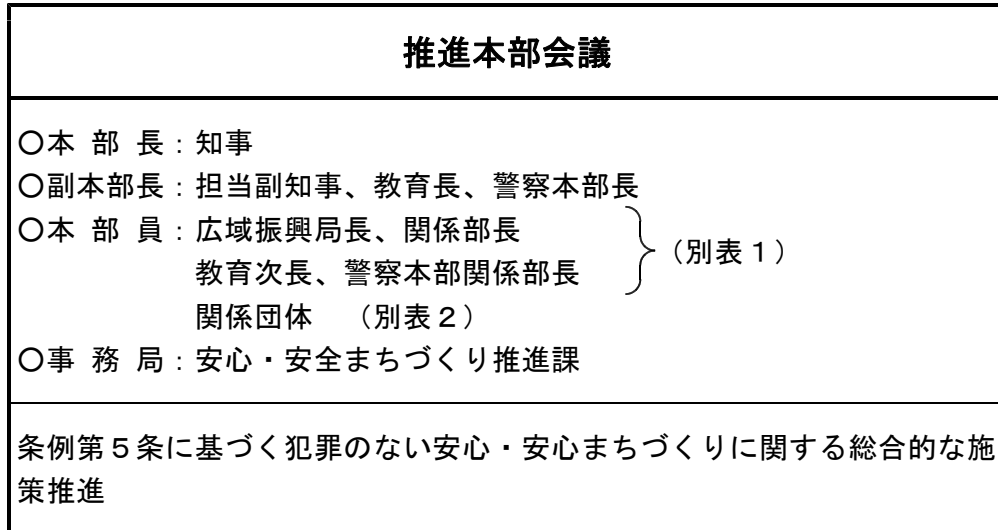 推進本部会議
○本 部 長：知事
○副本部長：担当副知事、教育長、警察本部長
○本 部 員：広域振興局長、関係部長
教育次長、警察本部関係部長
（別表１）
関係団体　（別表２）
○事 務 局：安心・安全まちづくり推進課
条例第５条に基づく犯罪のない安心・安心まちづくりに関する総合的な施
策推進